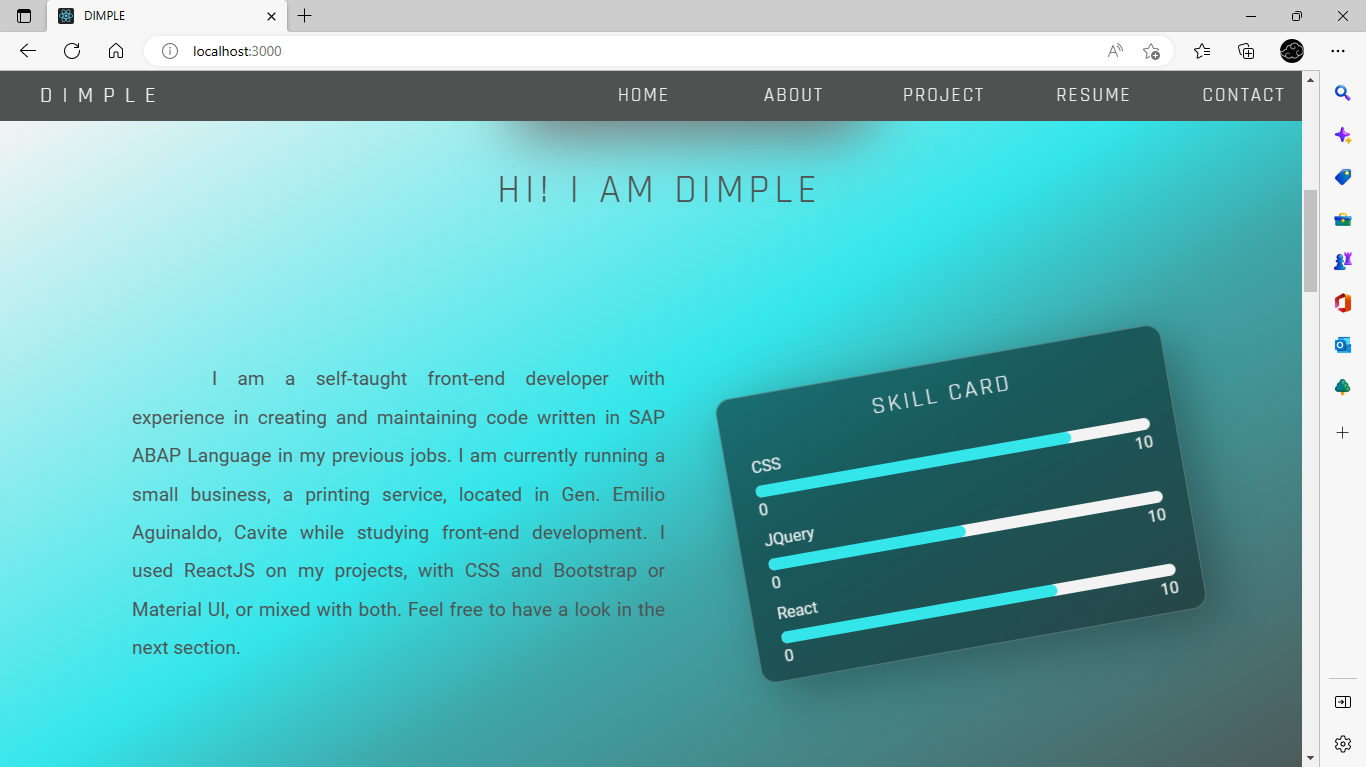 DIMPLE
localhost:3000
DIMPLE HOME ABOUT PROJECT RESUME CONTACT
HI! I AM DIMPLE
I am a self-taught front-end developer with
experience in creating and maintaining code written in SAP
ABAP Language in my previous jobs. I am currently running a
small business, a printing service, located in Gen. Emilio
Aguinaldo, Cavite while studying front-end development. I
used ReactJS on my projects, with CSS and Bootstrap or
Material UI, or mixed with both. Feel free to have a look in the
next section.
SKILL CARD
CSS
0 10
JQuery
0 10
React
0 10